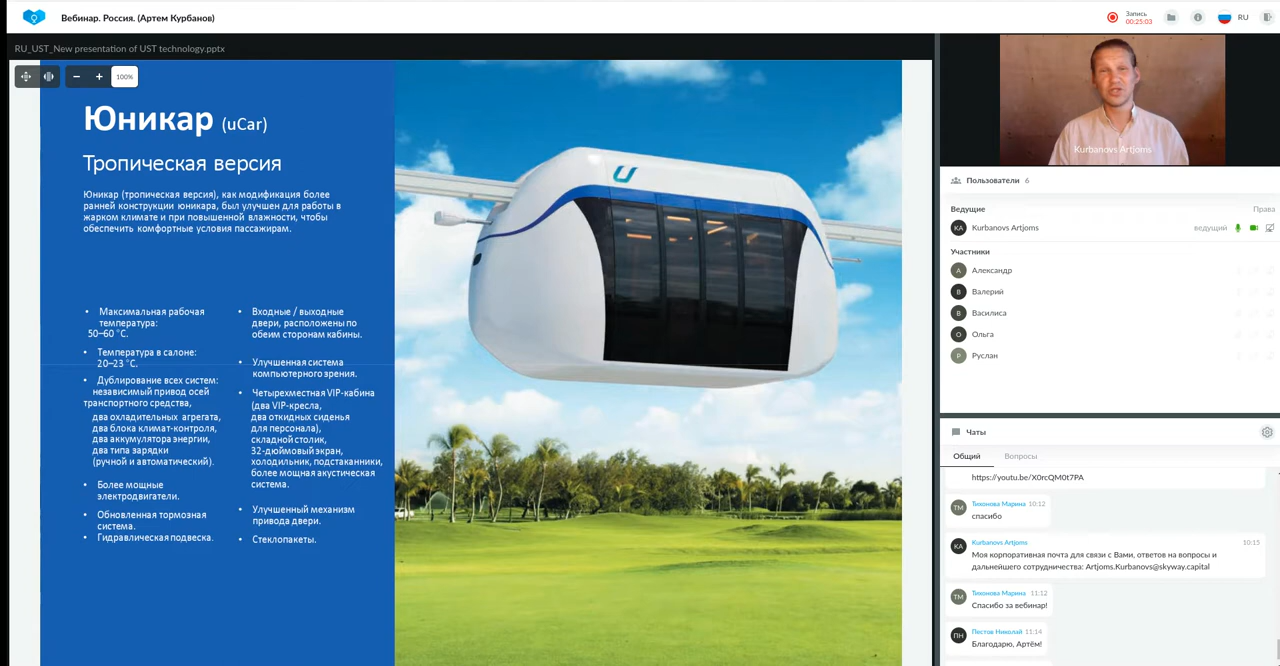 Вебинар. Россия. (Артем Курбанов)
Запись
00:25:03
RU
RU_UST_New presentation of UST technology.pptx
100%
Юникар (uCar)
Тропическая версия
Юникар (тропическая версия), как модификация более
ранней конструкции юникара, был улучшен для работы в
жарком климате и при повышенной влажности, чтобы
обеспечить комфортные условия пассажирам.
• Максимальная рабочая
температура:
50–60 °C.
• Температура в салоне:
20–23 °C.
• Дублирование всех систем:
независимый привод осей
транспортного средства,
два охладительных агрегата,
два блока климат-контроля,
два аккумулятора энергии,
два типа зарядки
(ручной и автоматический).
• Более мощные
электродвигатели.
• Обновленная тормозная
система.
• Гидравлическая подвеска.
• Входные / выходные
двери, расположены по
обеим сторонам кабины.
• Улучшенная система
компьютерного зрения.
• Четырехместная VIP-кабина
(два VIP-кресла,
два откидных сиденья
для персонала),
складной столик,
32-дюймовый экран,
холодильник, подстаканники,
более мощная акустическая
система.
• Улучшенный механизм
привода двери.
• Стеклопакеты.
U
Kurbanovs Artjoms
Пользователи 6
Ведущие Права
KA Kurbanovs Artjoms ведущий
Участники
А Александр
В Валерий
В Василиса
О Ольга
Р Руслан
Чаты
Общий Вопросы
https://youtu.be/X0rcQM0t7PA
ТМ Тихонова Марина 10:12
спасибо
KA Kurbanovs Artjoms 10:15
Моя корпоративная почта для связи с Вами, ответов на вопросы и
дальнейшего сотрудничества: Artjoms.Kurbanovs@skyway.capital
ТМ Тихонова Марина 11:12
Спасибо за вебинар!
ПН Пестов Николай 11:14
Благодарю, Артём!